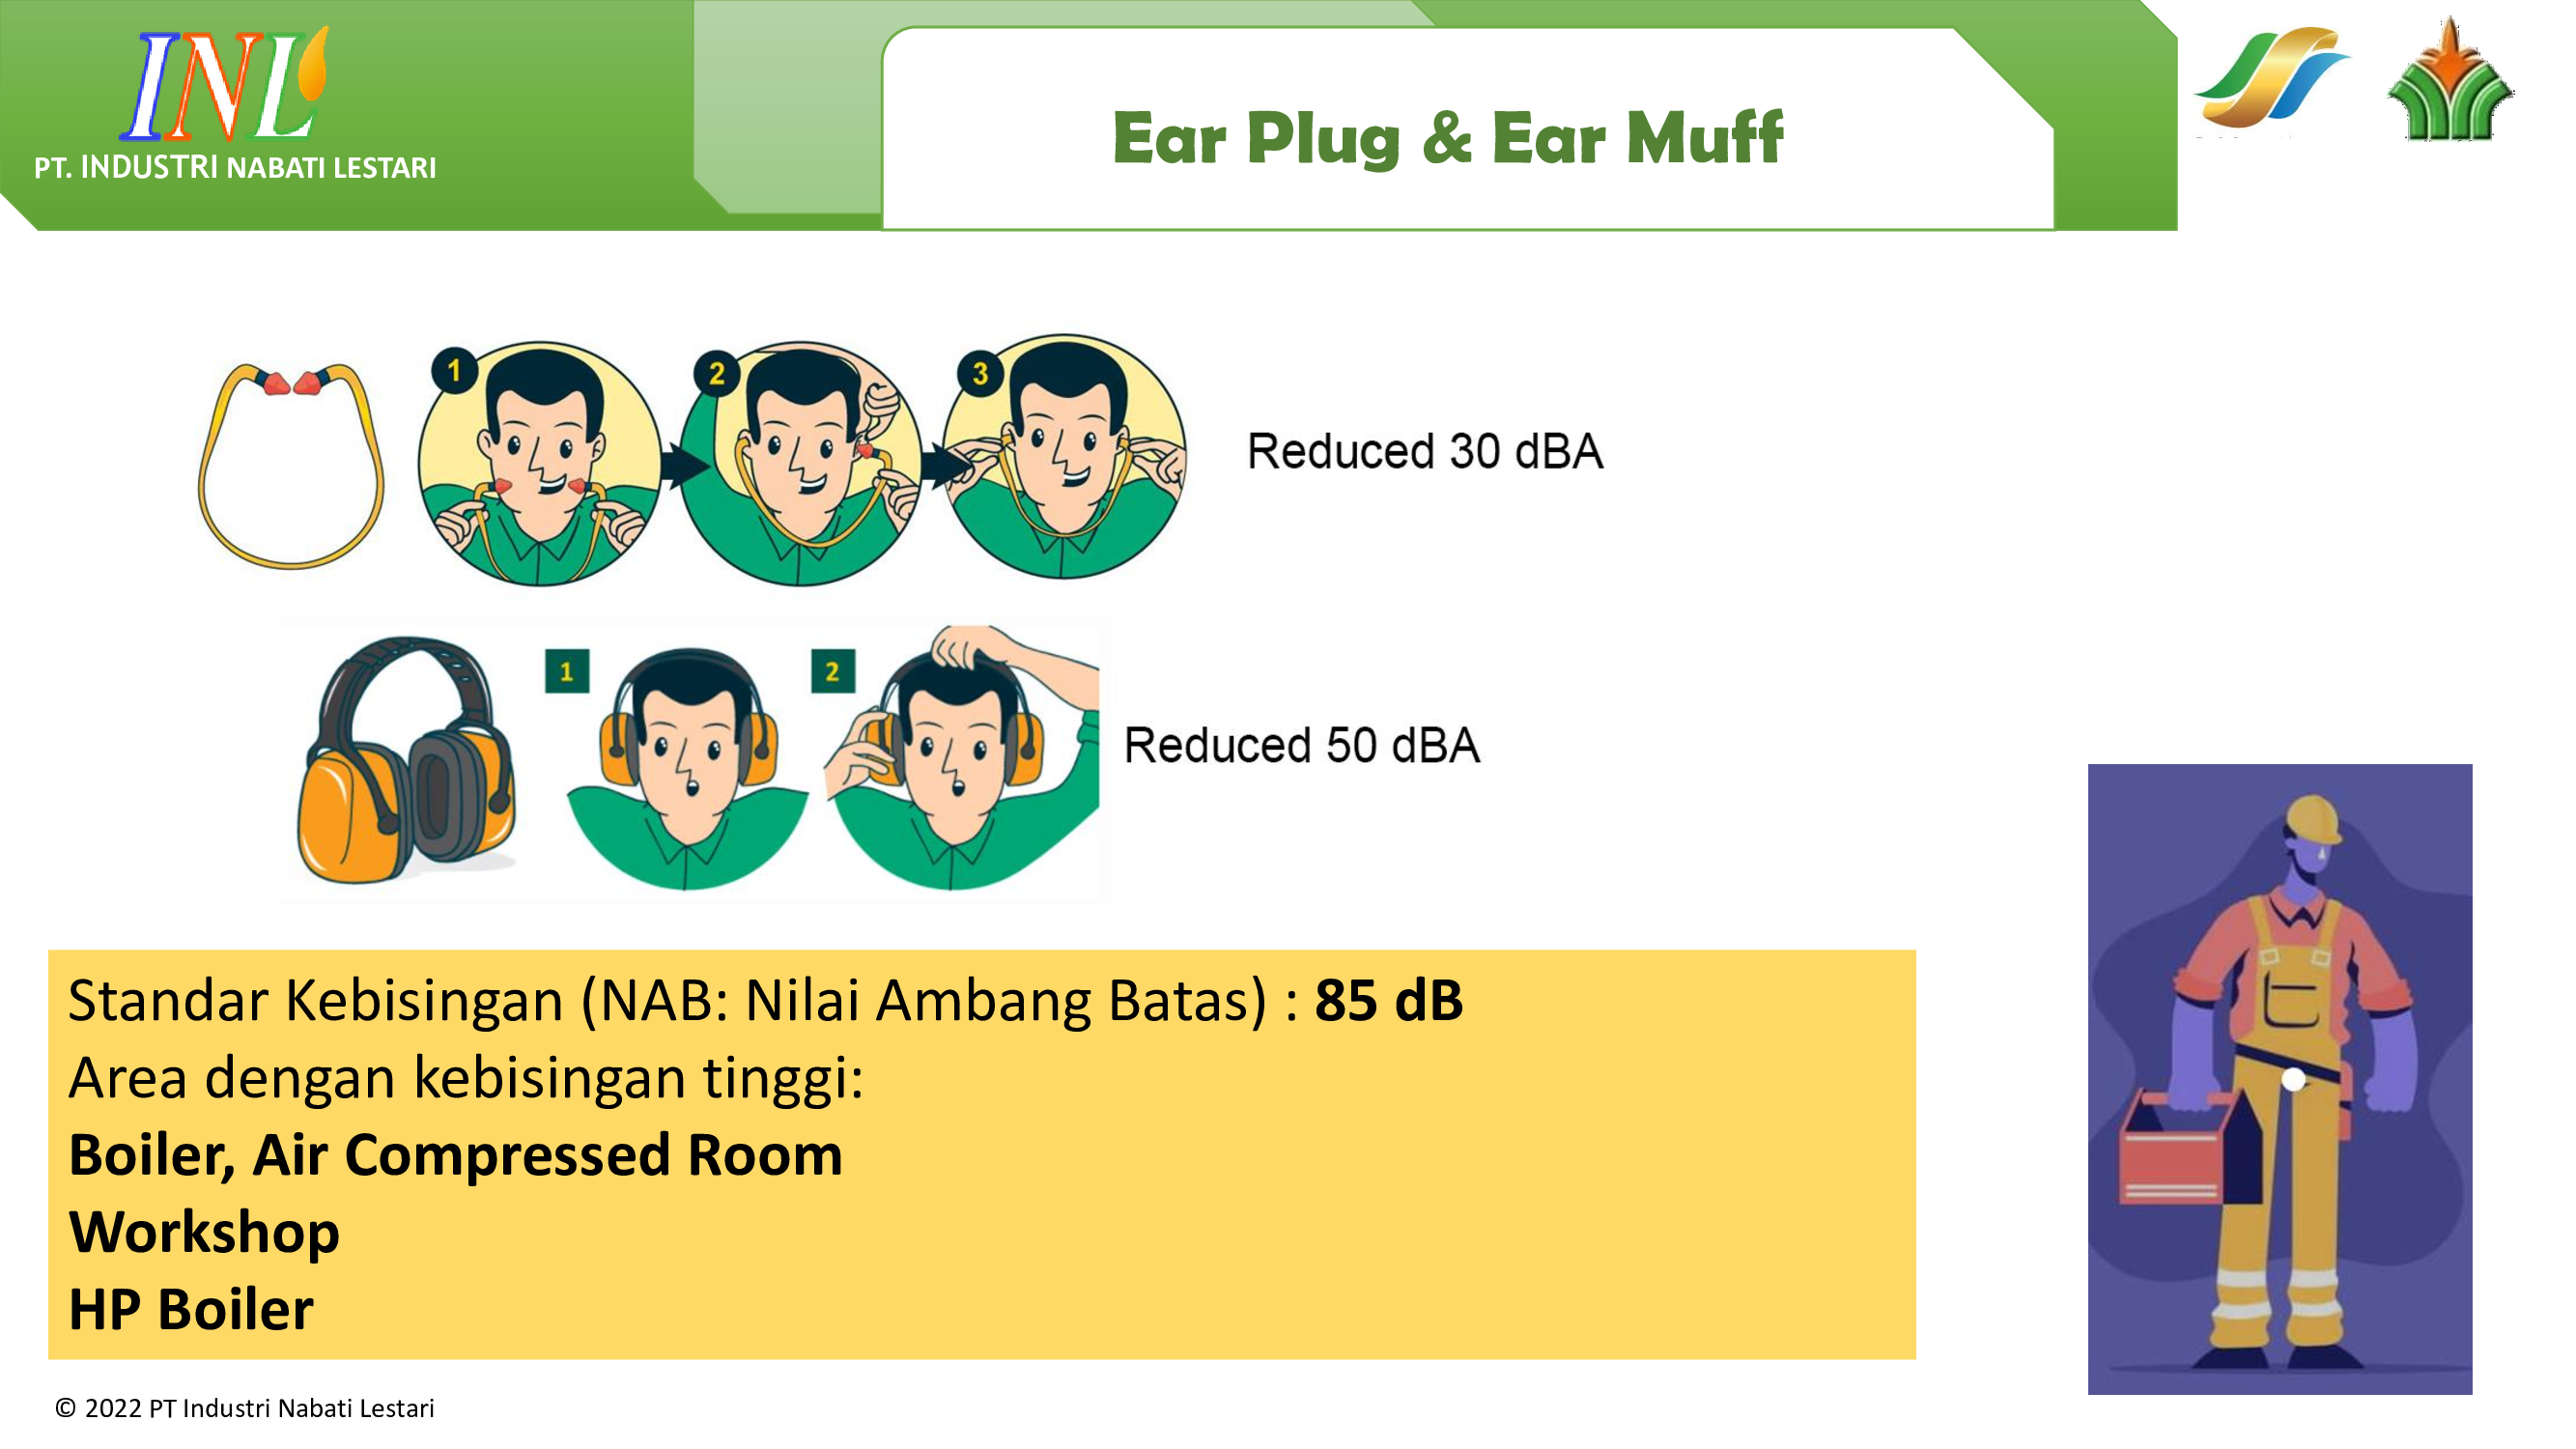 INL
PT. INDUSTRI NABATI LESTARI
Ear Plug & Ear Muff
1
2
3
Reduced 30 dBA
1
2
Reduced 50 dBA
Standar Kebisingan (NAB: Nilai Ambang Batas) : 85 dB
Area dengan kebisingan tinggi:
Boiler, Air Compressed Room
Workshop
HP Boiler
© 2022 PT Industri Nabati Lestari